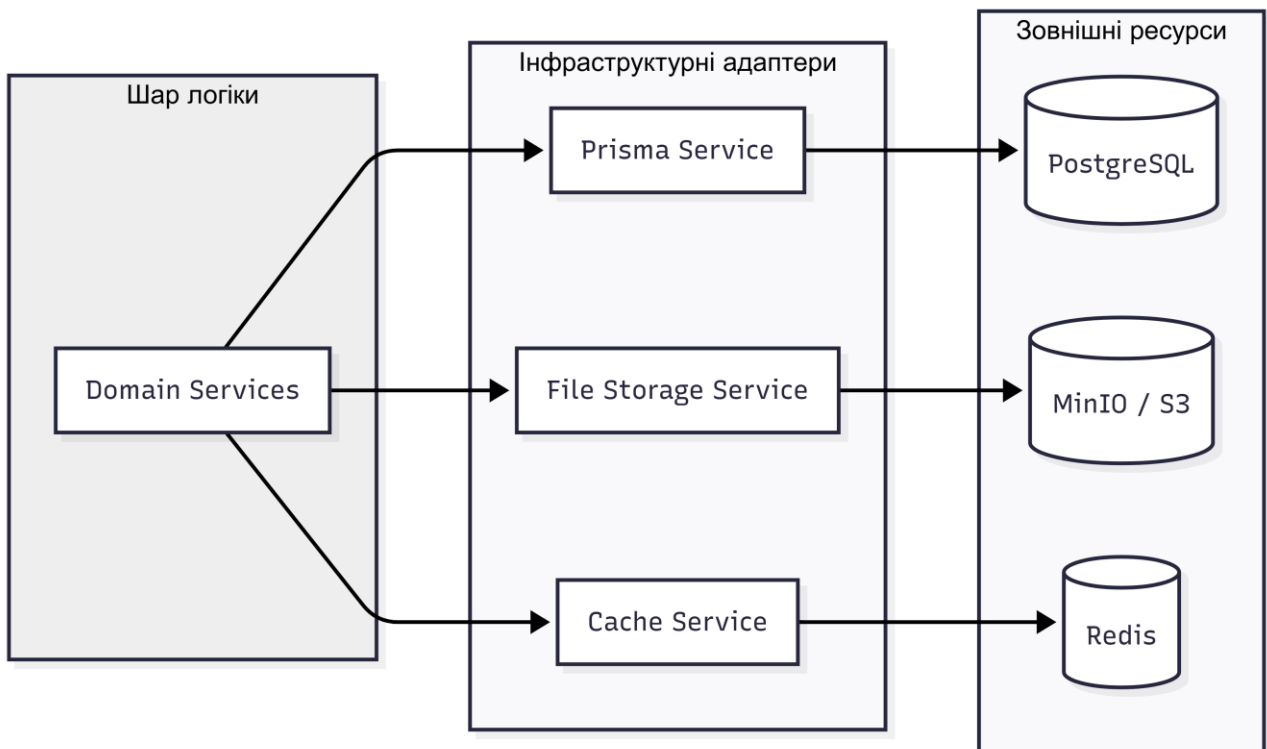 Шар логіки
Domain Services
Інфраструктурні адаптери
Prisma Service
File Storage Service
Cache Service
Зовнішні ресурси
PostgreSQL
MinIO / S3
Redis